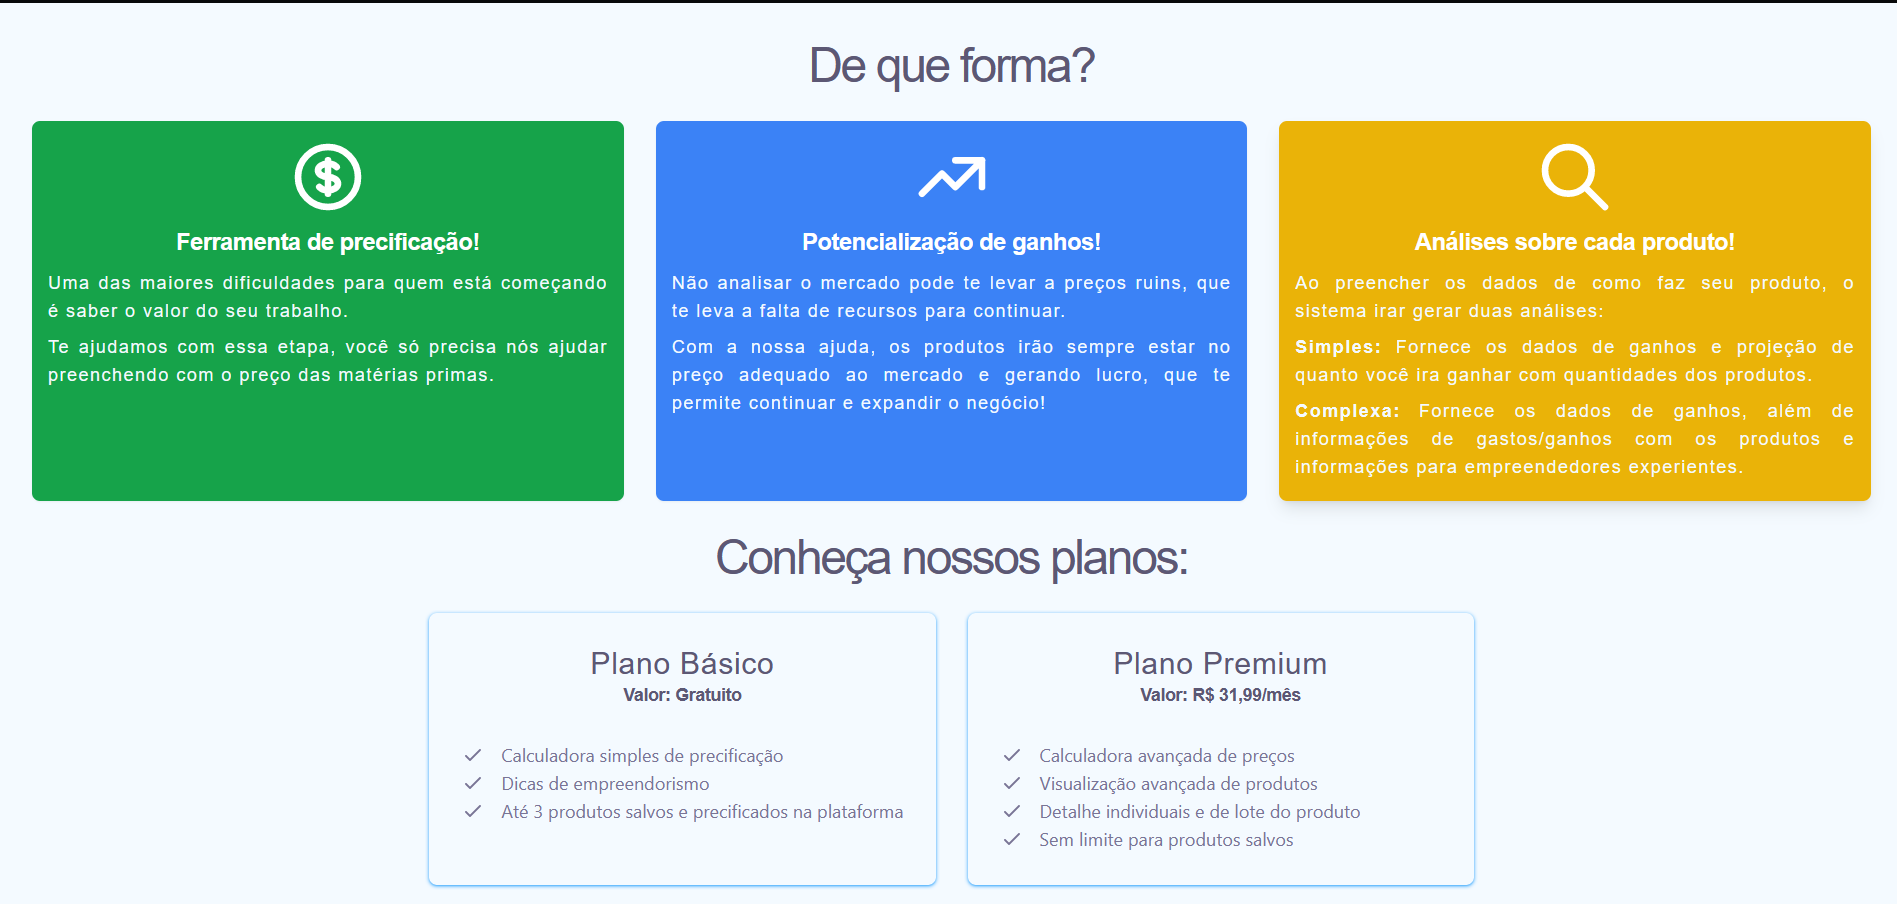 De que forma?
Ferramenta de precificação!
Uma das maiores dificuldades para quem está começando
é saber o valor do seu trabalho.
Te ajudamos com essa etapa, você só precisa nós ajudar
preenchendo com o preço das matérias primas.
Potencialização de ganhos!
Não analisar o mercado pode te levar a preços ruins, que
te leva a falta de recursos para continuar.
Com a nossa ajuda, os produtos irão sempre estar no
preço adequado ao mercado e gerando lucro, que te
permite continuar e expandir o negócio!
Análises sobre cada produto!
Ao preencher os dados de como faz seu produto, o
sistema irar gerar duas análises:
Simples: Fornece os dados de ganhos e projeção de
quanto você ira ganhar com quantidades dos produtos.
Complexa: Fornece os dados de ganhos, além de
informações de gastos/ganhos com os produtos e
informações para empreendedores experientes.
Conheça nossos planos:
Plano Básico
Valor: Gratuito
Calculadora simples de precificação
Dicas de empreendorismo
Até 3 produtos salvos e precificados na plataforma
Plano Premium
Valor: R$ 31,99/mês
Calculadora avançada de preços
Visualização avançada de produtos
Detalhe individuais e de lote do produto
Sem limite para produtos salvos